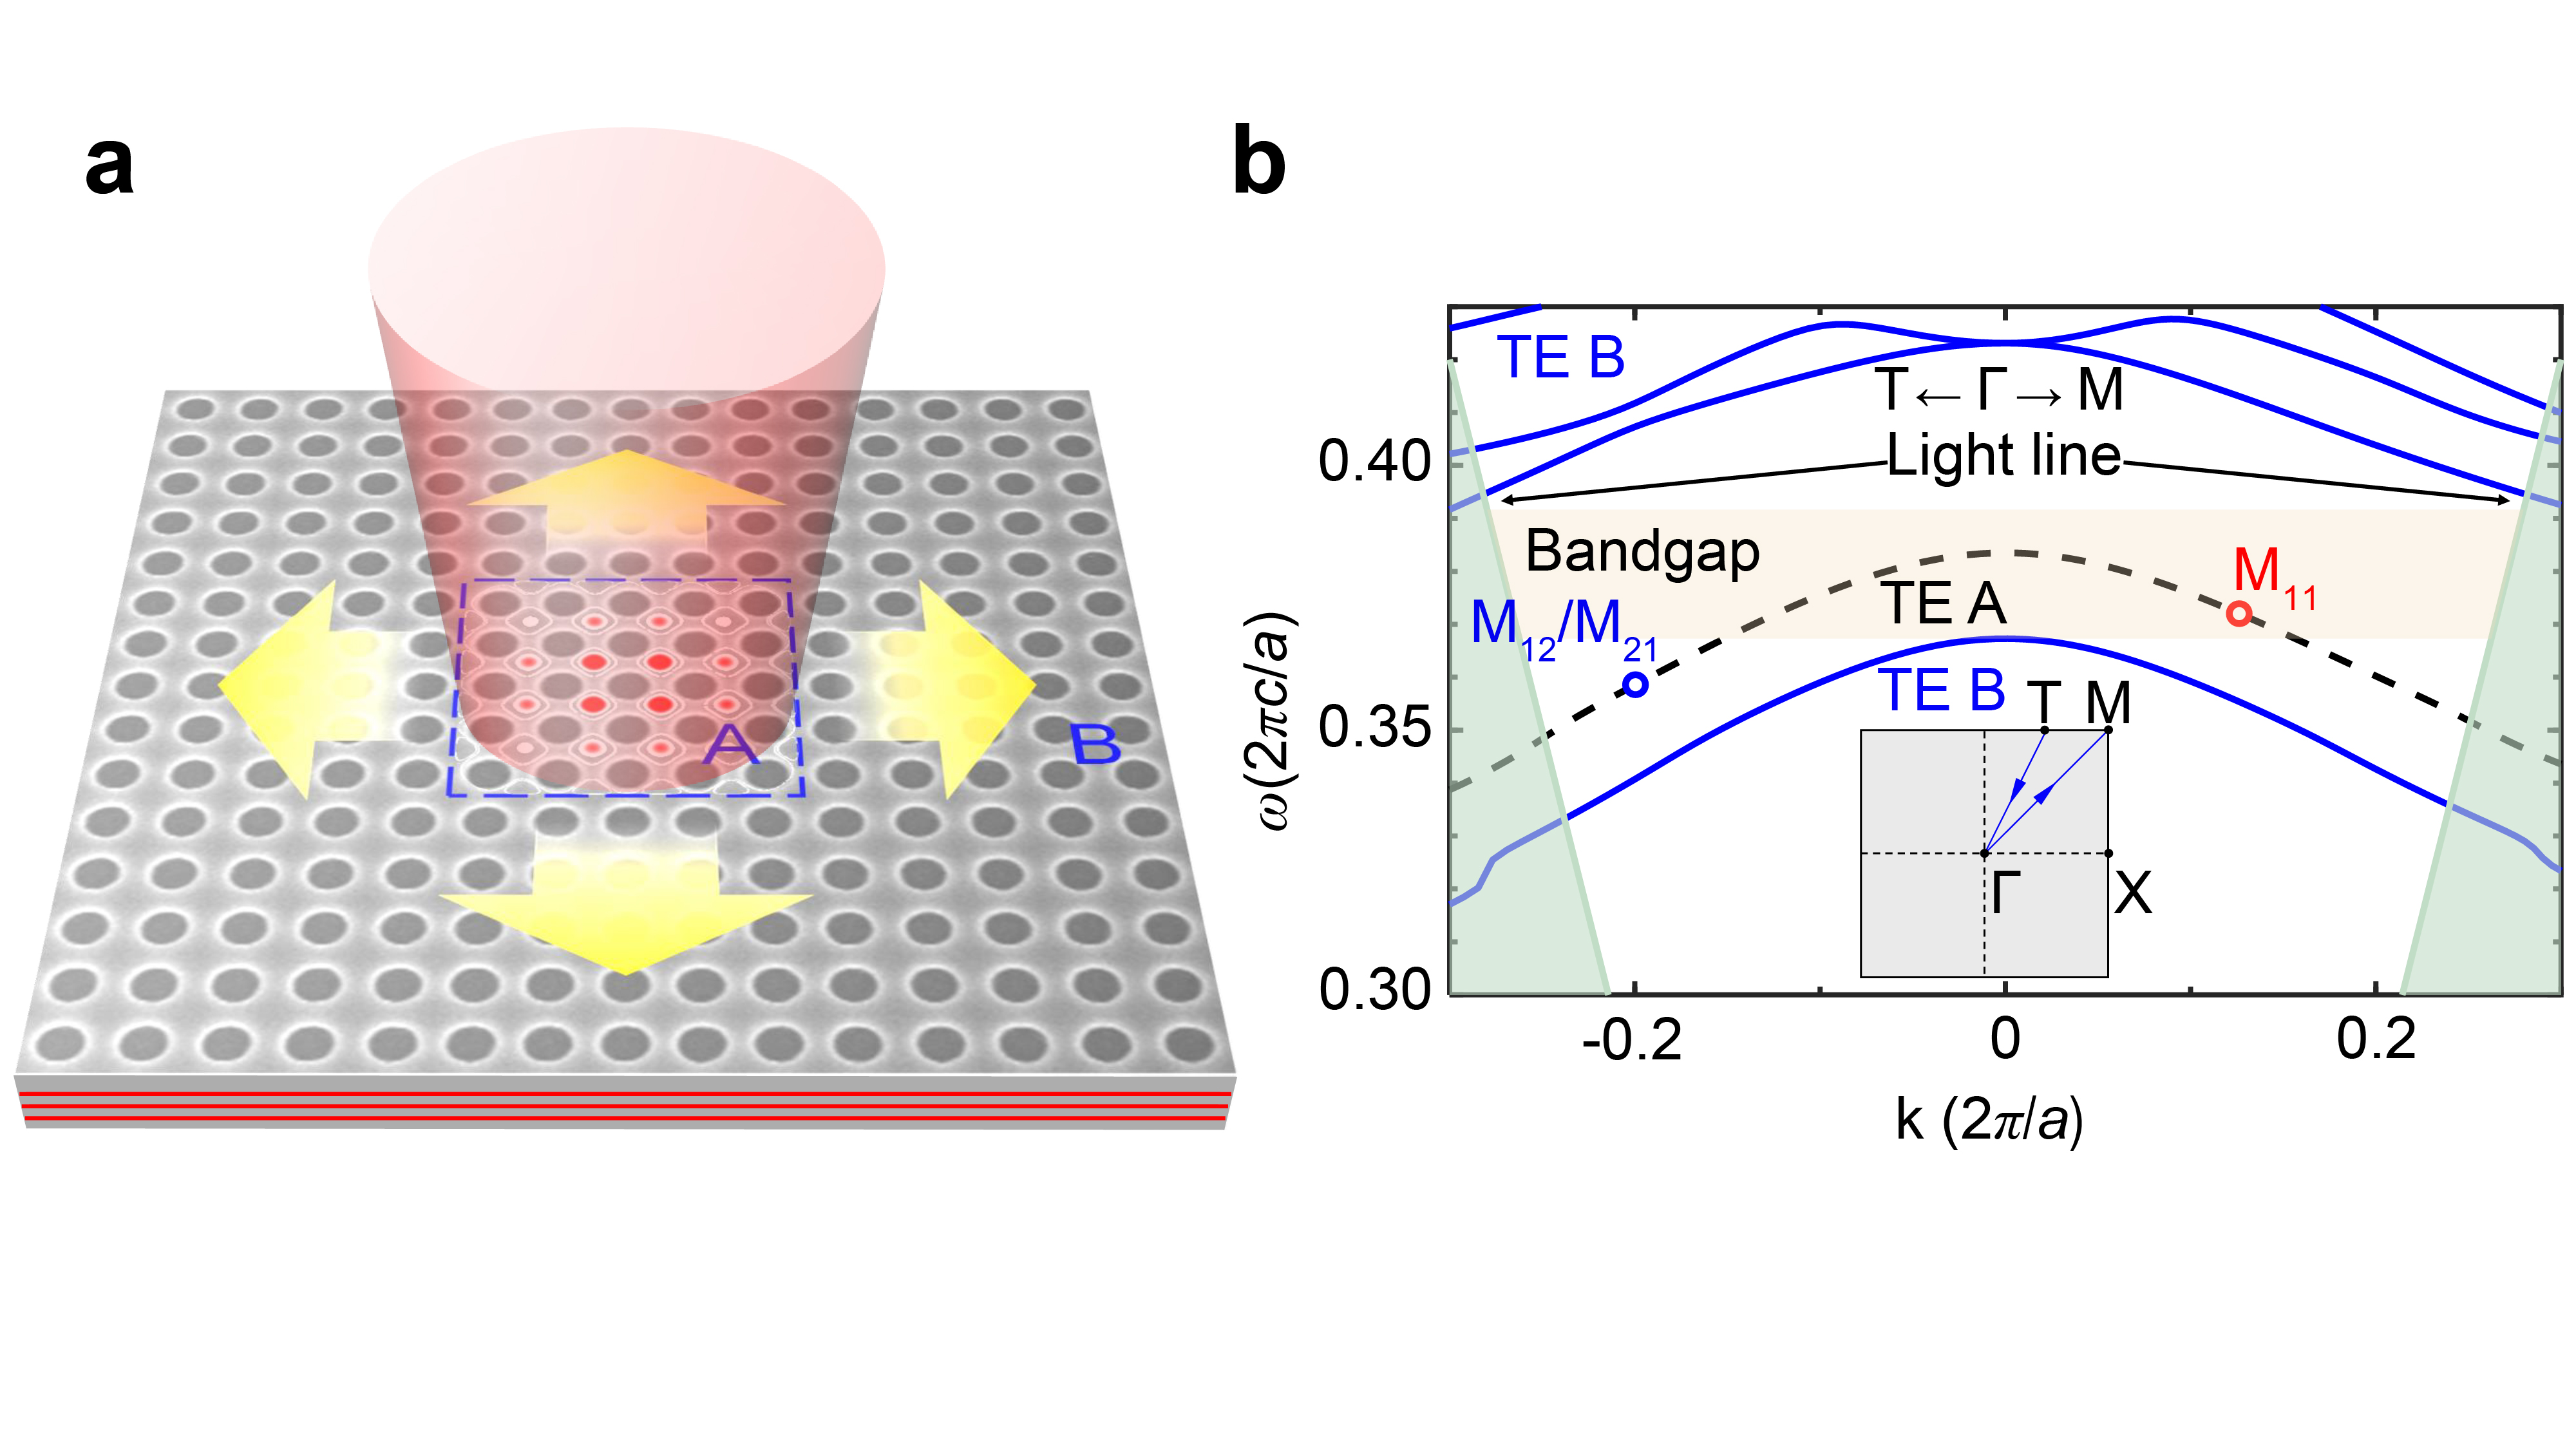 a
A
B
b
TE B
T←Γ→M
Light line
Bandgap
TE A
M₁₁
M₁₂/M₂₁
TE B
T M
Γ
X
0.40
0.35
0.30
ω(2πc/a)
-0.2 0 0.2
k (2π/a)